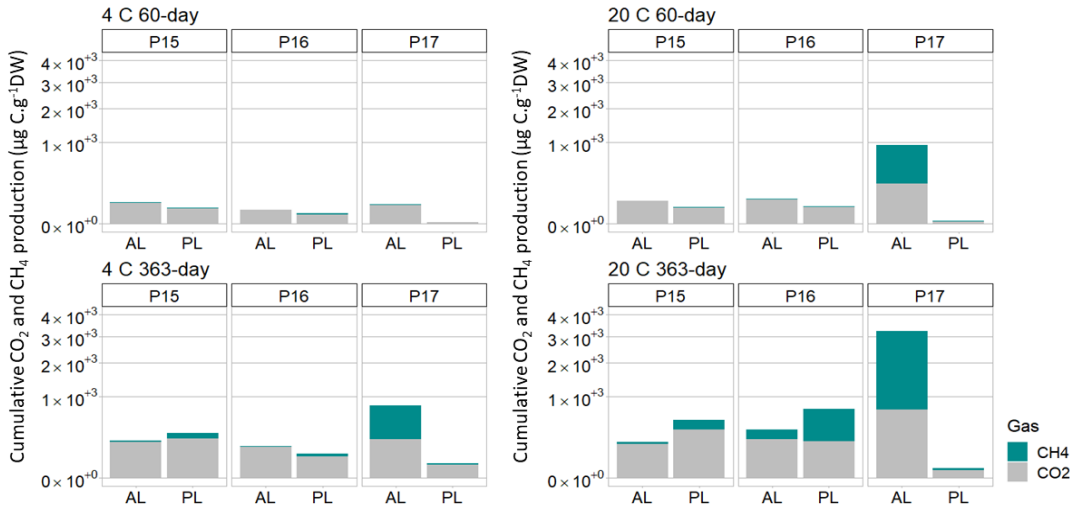 4 C 60-day
P15 P16 P17
4 × 10⁺³
3 × 10⁺³
2 × 10⁺³
1 × 10⁺³
0 × 10⁺⁰
AL PL AL PL AL PL
Cumulative CO₂ and CH₄ production (µg C.g⁻¹DW)
20 C 60-day
P15 P16 P17
4 × 10⁺³
3 × 10⁺³
2 × 10⁺³
1 × 10⁺³
0 × 10⁺⁰
AL PL AL PL AL PL
Cumulative CO₂ and CH₄ production (µg C.g⁻¹DW)
4 C 363-day
P15 P16 P17
4 × 10⁺³
3 × 10⁺³
2 × 10⁺³
1 × 10⁺³
0 × 10⁺⁰
AL PL AL PL AL PL
20 C 363-day
P15 P16 P17
4 × 10⁺³
3 × 10⁺³
2 × 10⁺³
1 × 10⁺³
0 × 10⁺⁰
AL PL AL PL AL PL
Gas
CH4
CO2